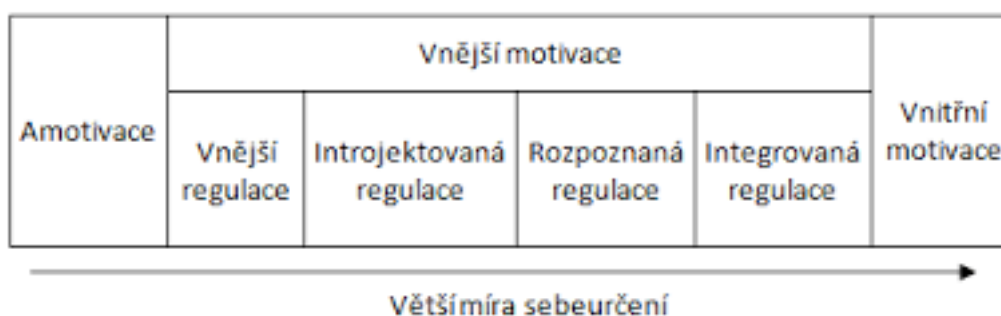 Vnější motivace
Amotivace
Vnější
regulace
Introjektovaná
regulace
Rozpoznaná
regulace
Integrovaná
regulace
Vnitřní
motivace
Větší míra sebeurčení